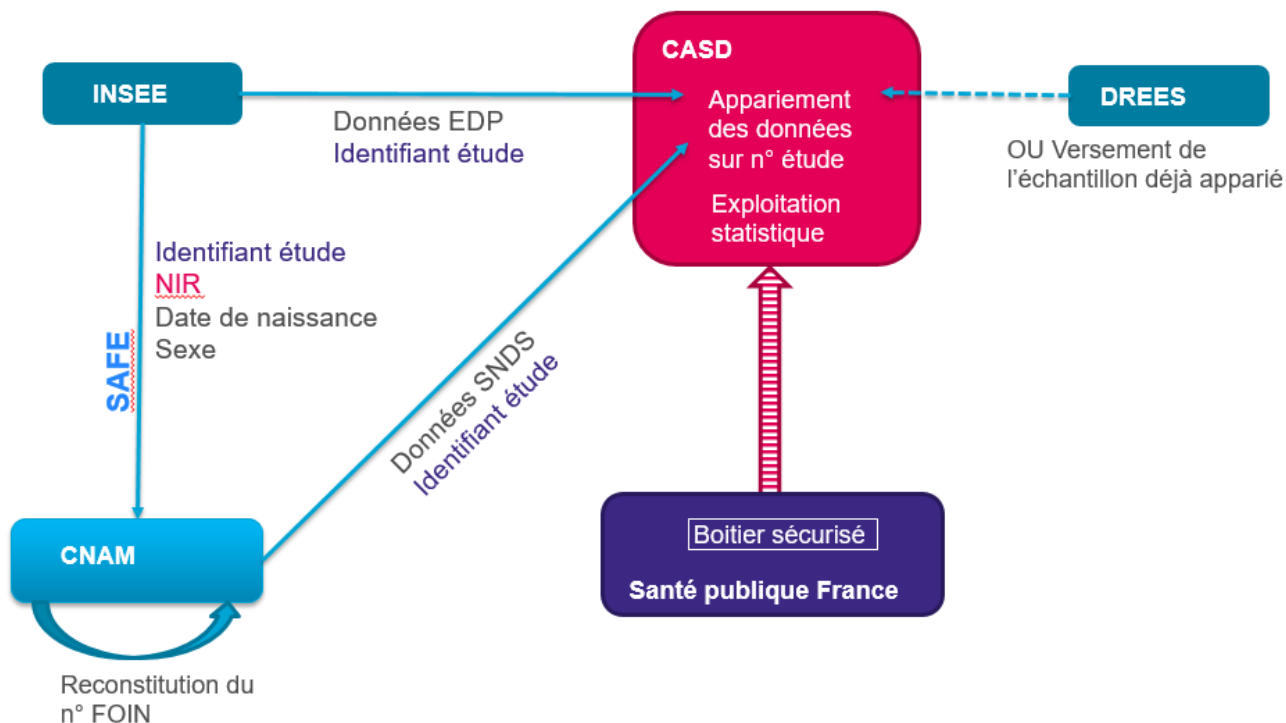 INSEE
Données EDP
Identifiant étude
CASD
Appariement
des données
sur n° étude
Exploitation
statistique
DREES
OU Versement de
l'échantillon déjà apparié
Identifiant étude
NIR
Date de naissance
Sexe
SAFE
Données SNDS
Identifiant étude
CNAM
Reconstitution du
n° FOIN
Boitier sécurisé
Santé publique France